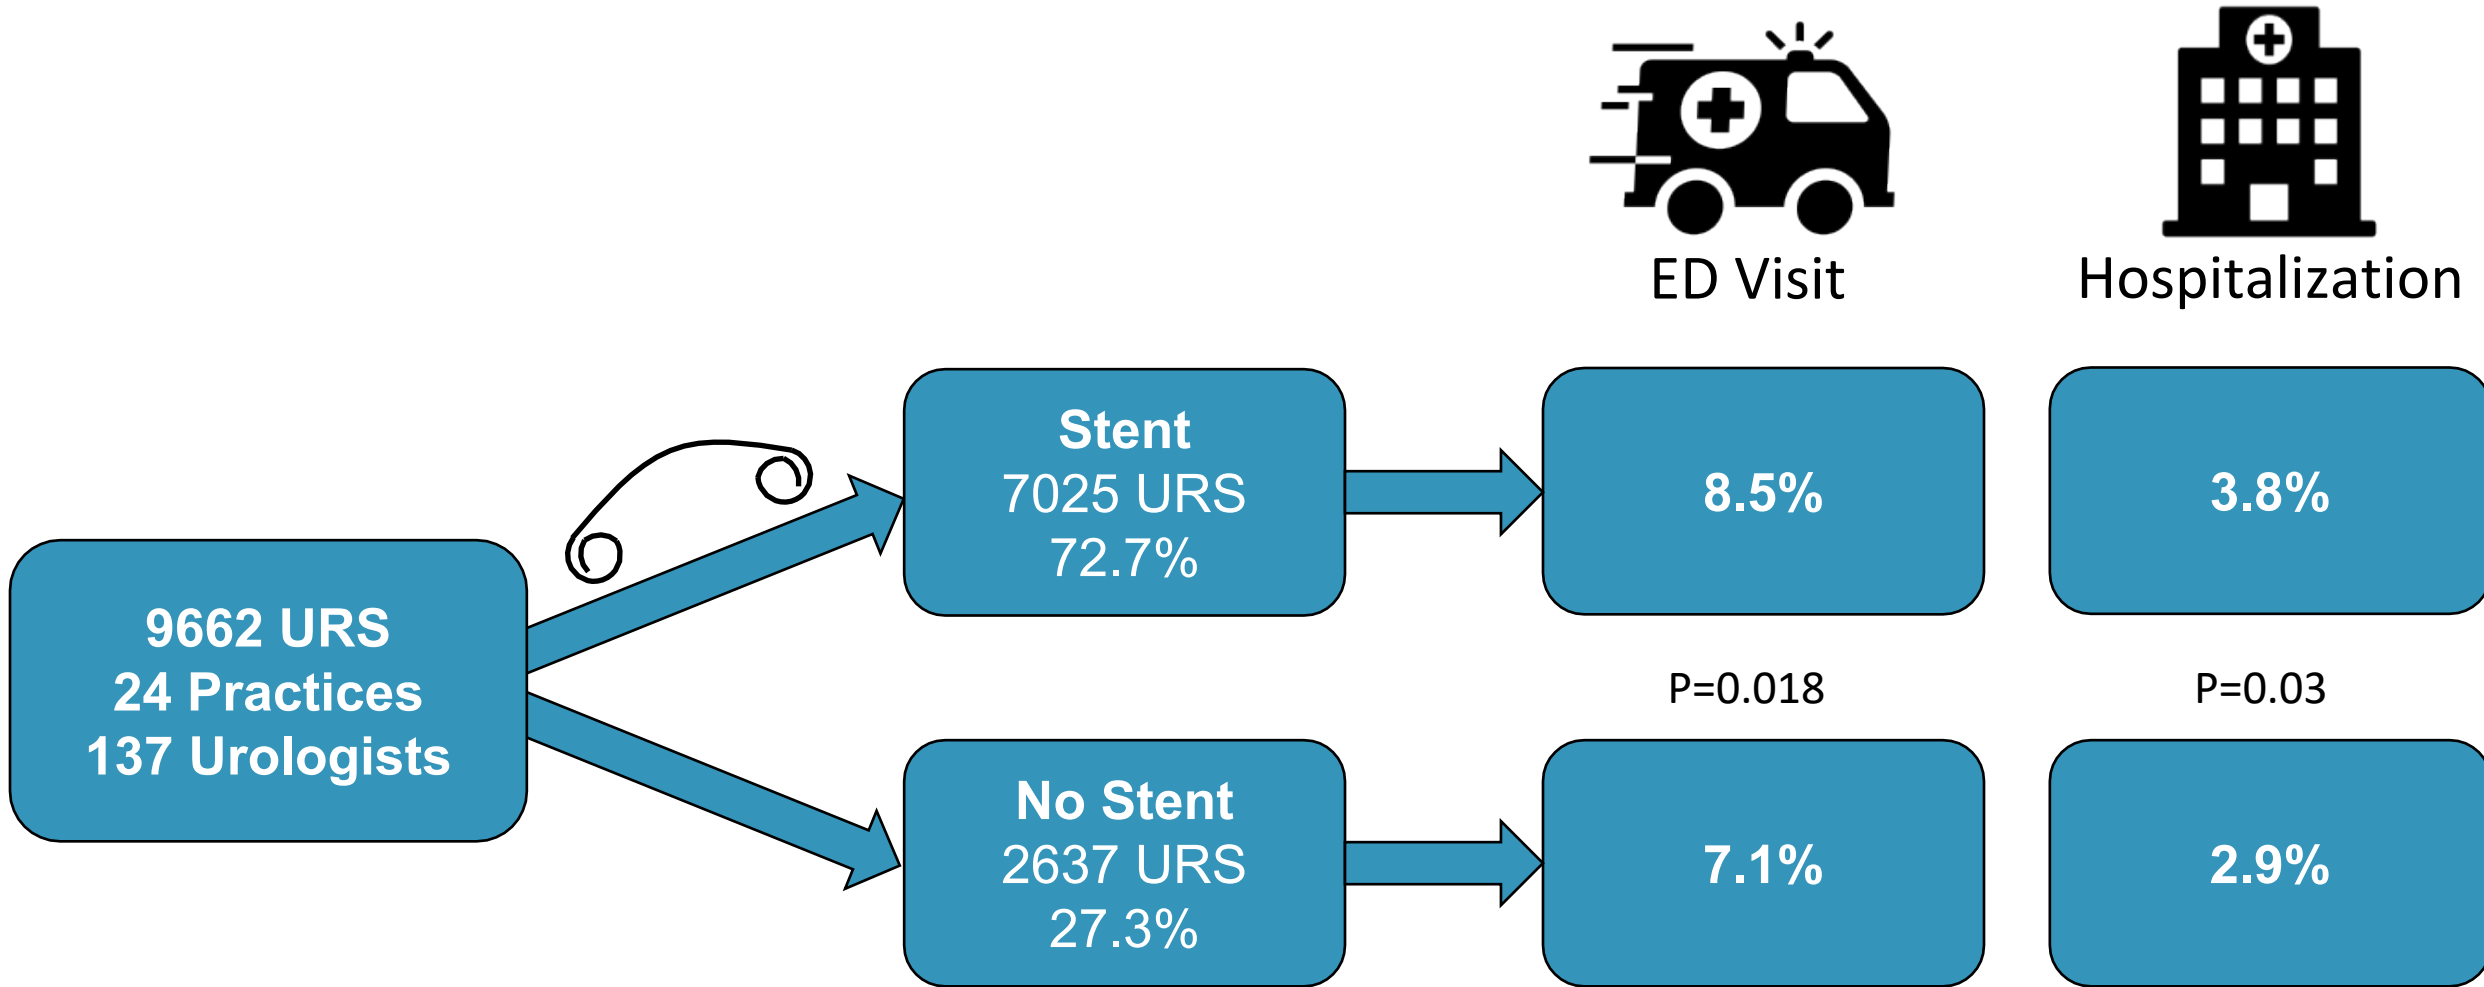 ED Visit
Hospitalization
9662 URS
24 Practices
137 Urologists
Stent
7025 URS
72.7%
8.5%
3.8%
P=0.018
P=0.03
No Stent
2637 URS
27.3%
7.1%
2.9%